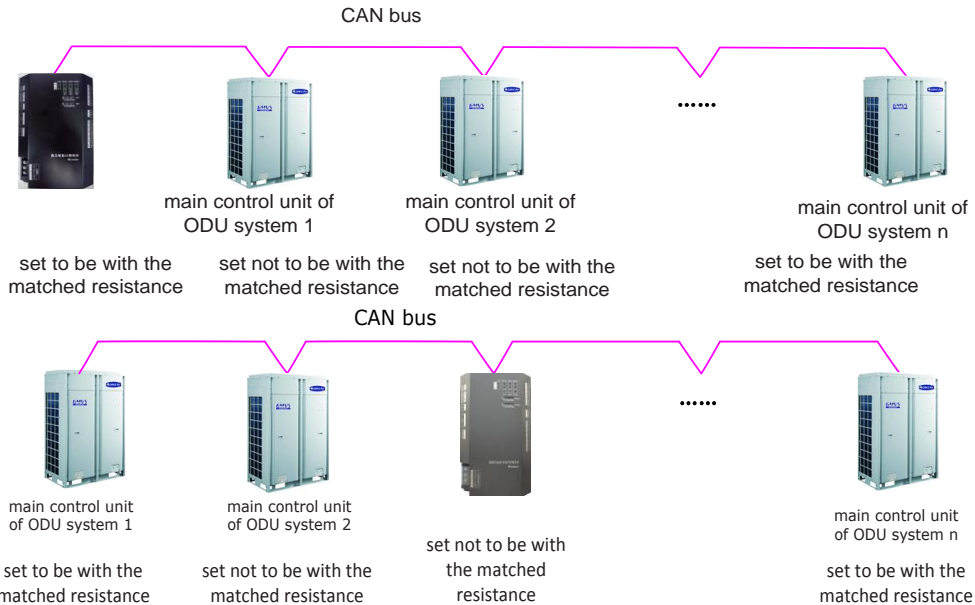 CAN bus
......
main control unit of
ODU system 1
main control unit of
ODU system 2
main control unit of
ODU system n
set to be with the
matched resistance
set not to be with the
matched resistance
set not to be with the
matched resistance
set to be with the
matched resistance
CAN bus
......
main control unit
of ODU system 1
main control unit
of ODU system 2
main control unit
of ODU system n
set to be with the
matched resistance
set not to be with the
matched resistance
set not to be with
the matched
resistance
set to be with the
matched resistance